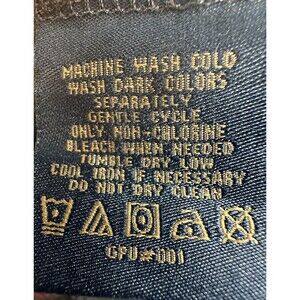 MACHINE WASH COLD
WASH DARK COLORS
SEPARATELY
GENTLE CYCLE
ONLY NON-CHLORINE
BLEACH WHEN NEEDED
TUMBLE DRY LOW
COOL IRON IF NECESSARY
DO NOT DRY CLEAN
GPU#001